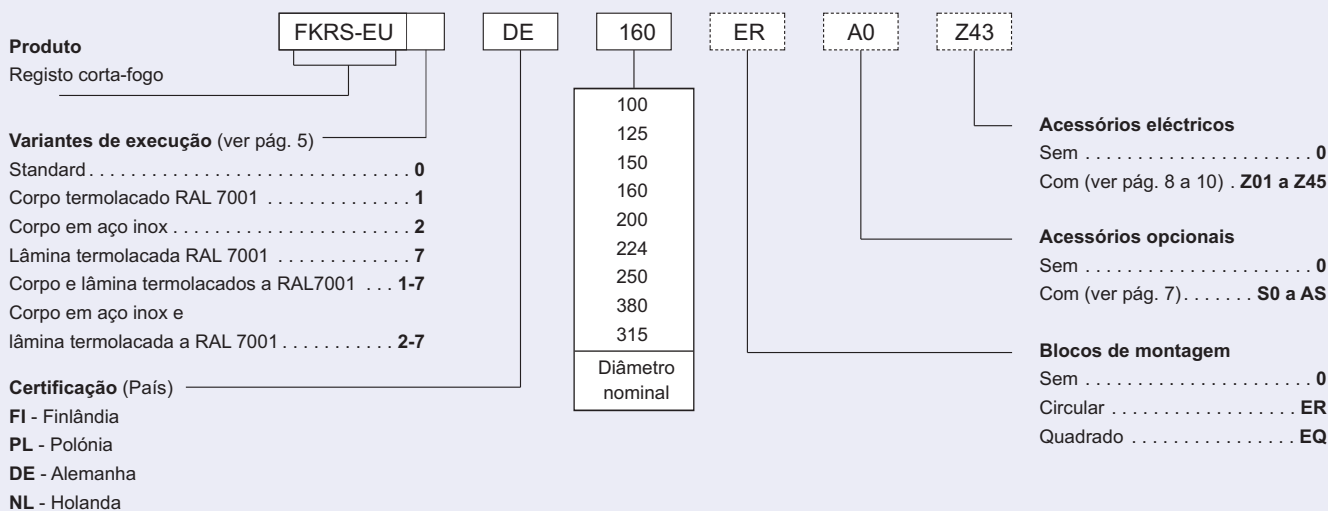 FKRS-EU DE 160 ER A0 Z43
Produto
Registo corta-fogo
Variantes de execução (ver pág. 5)
Standard . . . . . . . . . . . . . . . . . . . . . . . . . . . . . . 0
Corpo termolacado RAL 7001 . . . . . . . . . . . . . 1
Corpo em aço inox . . . . . . . . . . . . . . . . . . . . . . 2
Lâmina termolacada RAL 7001 . . . . . . . . . . . . 7
Corpo e lâmina termolacados a RAL7001 . . . 1-7
Corpo em aço inox e
lâmina termolacada a RAL 7001 . . . . . . . . . . . 2-7
Certificação (País)
FI - Finlândia
PL - Polónia
DE - Alemanha
NL - Holanda
100
125
150
160
200
224
250
380
315
Diâmetro
nominal
Acessórios eléctricos
Sem . . . . . . . . . . . . . . . . . . . . . 0
Com (ver pág. 8 a 10) . Z01 a Z45
Acessórios opcionais
Sem . . . . . . . . . . . . . . . . . . . . . 0
Com (ver pág. 7) . . . . . . . S0 a AS
Blocos de montagem
Sem . . . . . . . . . . . . . . . . . . . . . 0
Circular . . . . . . . . . . . . . . . . . . ER
Quadrado . . . . . . . . . . . . . . . . EQ